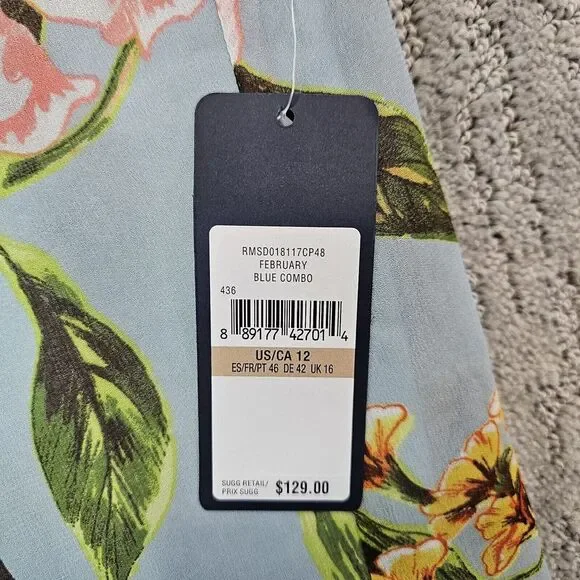 RMSD018117CP48
FEBRUARY
BLUE COMBO
436
8 89177 42701 4
US/CA 12
ES/FR/PT 46 DE 42 UK 16
SUGG RETAIL/
PRIX SUGG $129.00